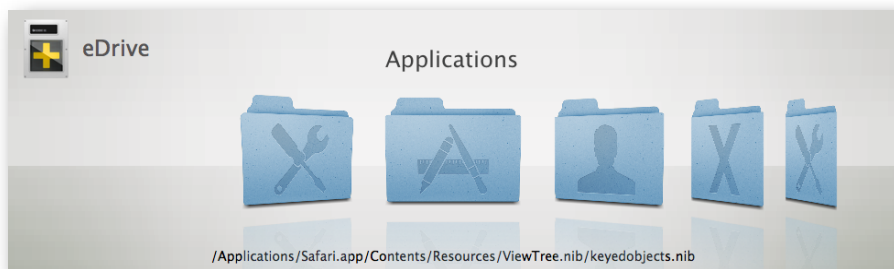 eDrive
Applications
/Applications/Safari.app/Contents/Resources/ViewTree.nib/keyedobjects.nib